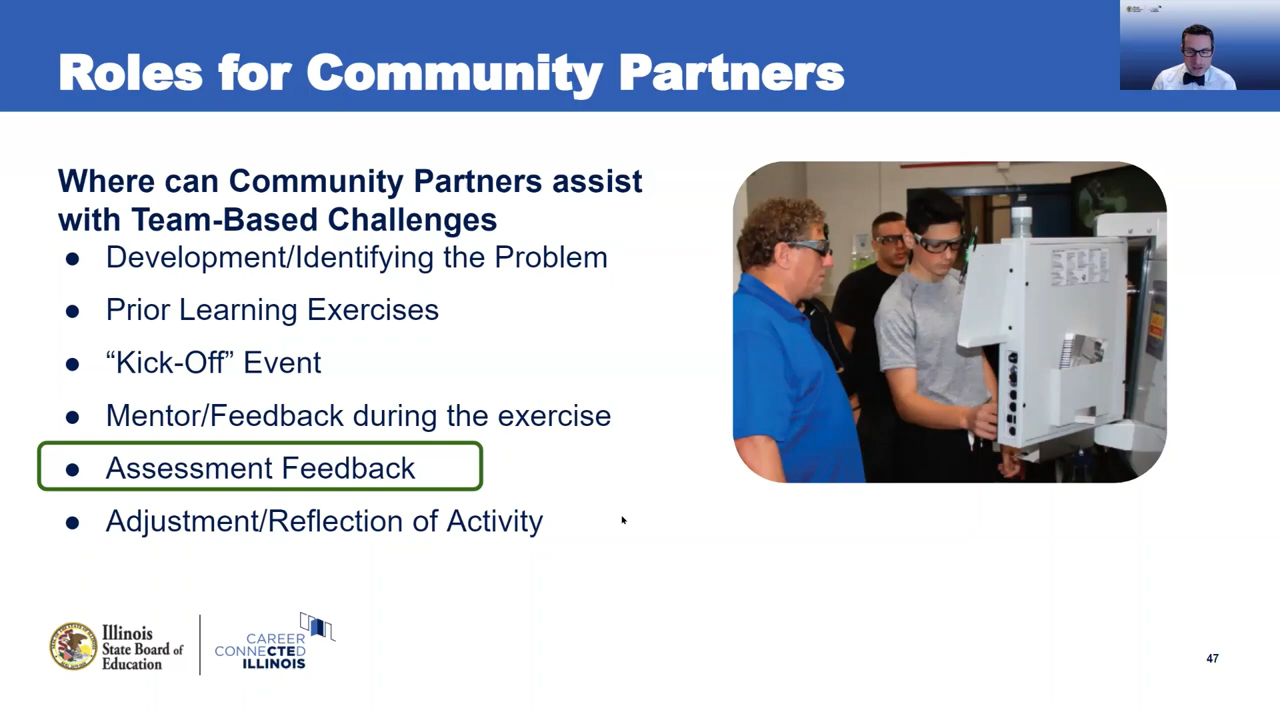 Roles for Community Partners
Where can Community Partners assist
with Team-Based Challenges
● Development/Identifying the Problem
● Prior Learning Exercises
● “Kick-Off” Event
● Mentor/Feedback during the exercise
● Assessment Feedback
● Adjustment/Reflection of Activity
Illinois
State Board of
Education
CAREER
CONNECTED
ILLINOIS
47